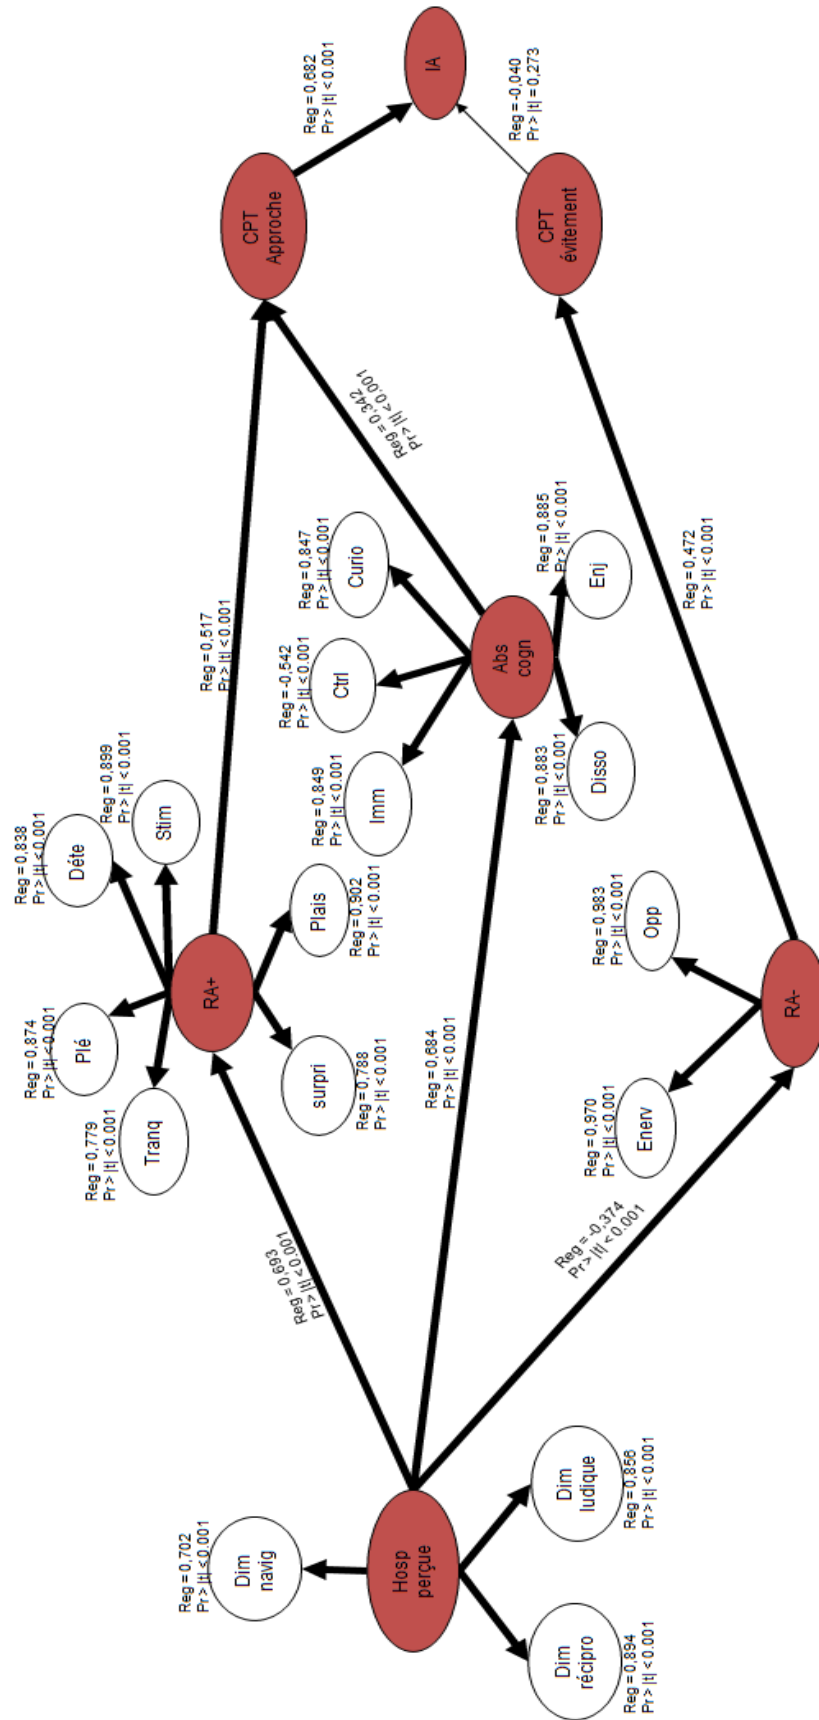 Reg = 0,702
Pr > |t| < 0.001
Dim
navig
Hosp
perçue
Dim
récipro
Reg = 0,894
Pr > |t| < 0.001
Dim
ludique
Reg = 0,856
Pr > |t| < 0.001
Reg = 0,693
Pr > |t| < 0.001
Reg = 0,684
Pr > |t| < 0.001
Reg = -0,374
Pr > |t| < 0.001
Reg = 0,779
Pr > |t| < 0.001
Tranq
Reg = 0,874
Pr > |t| < 0.001
Plé
Reg = 0,838
Pr > |t| < 0.001
Déte
Reg = 0,899
Pr > |t| < 0.001
Stim
RA+
surpri
Reg = 0,788
Pr > |t| < 0.001
Plais
Reg = 0,902
Pr > |t| < 0.001
Reg = 0,849
Pr > |t| < 0.001
Imm
Reg = -0,542
Pr > |t| < 0.001
Ctrl
Reg = 0,847
Pr > |t| < 0.001
Curio
Abs
cogn
Reg = 0,883
Pr > |t| < 0.001
Disso
Reg = 0,885
Pr > |t| < 0.001
Enj
Reg = 0,970
Pr > |t| < 0.001
Enerv
Reg = 0,983
Pr > |t| < 0.001
Opp
RA-
Reg = 0,517
Pr > |t| < 0.001
Reg = 0,342
Pr > |t| < 0.001
Reg = 0,472
Pr > |t| < 0.001
CPT
Approche
CPT
évitement
Reg = 0,682
Pr > |t| < 0.001
Reg = -0,040
Pr > |t| = 0,273
IA